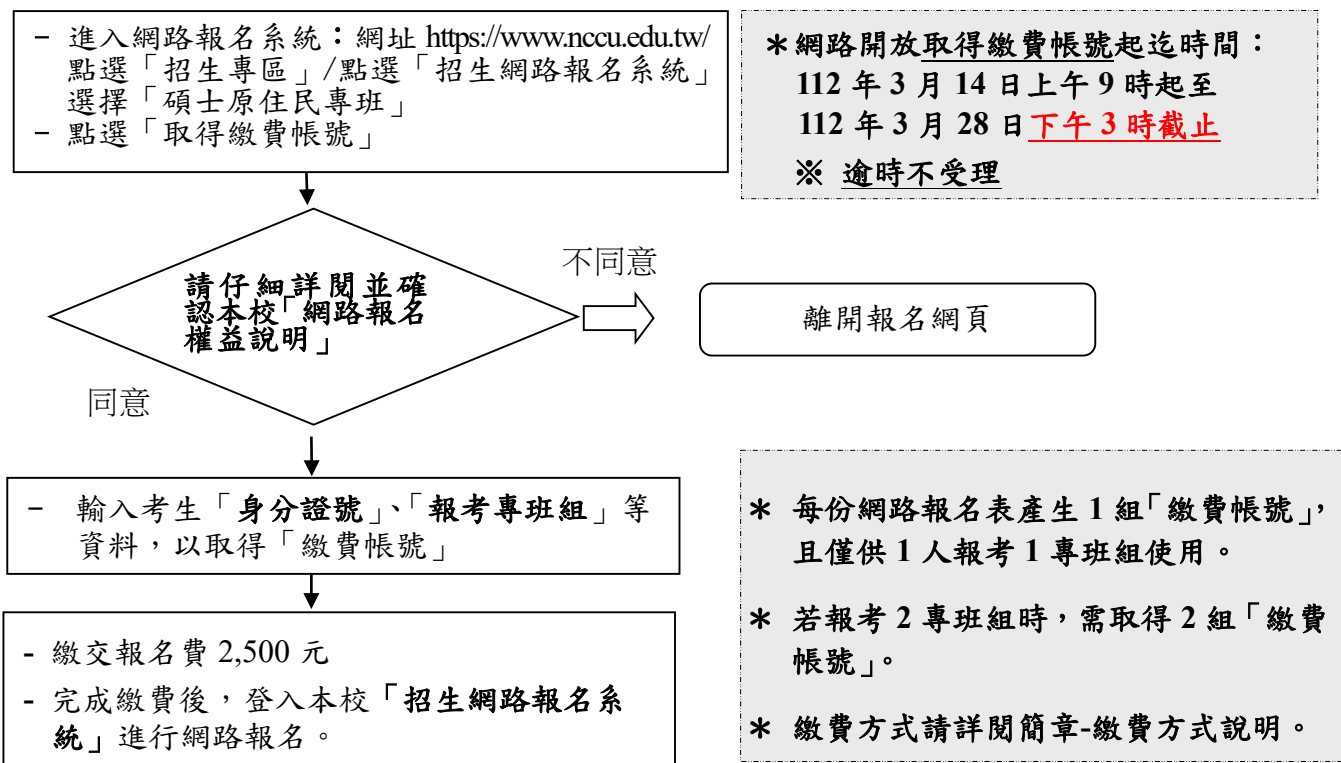 - 進入網路報名系統：網址 https://www.nccu.edu.tw/
點選「招生專區」/點選「招生網路報名系統」
選擇「碩士原住民專班」
- 點選「取得繳費帳號」
＊網路開放取得繳費帳號起迄時間：
112 年 3 月 14 日上午 9 時起至
112 年 3 月 28 日下午 3 時截止
※ 逾時不受理
請仔細詳閱並確
認本校「網路報名
權益說明」
不同意
離開報名網頁
同意
- 輸入考生「身分證號」、「報考專班組」等
資料，以取得「繳費帳號」
- 繳交報名費 2,500 元
- 完成繳費後，登入本校「招生網路報名系
統」進行網路報名。
＊ 每份網路報名表產生 1 組「繳費帳號」，
且僅供 1 人報考 1 專班組使用。
＊ 若報考 2 專班組時，需取得 2 組「繳費
帳號」。
＊ 繳費方式請詳閱簡章-繳費方式說明。